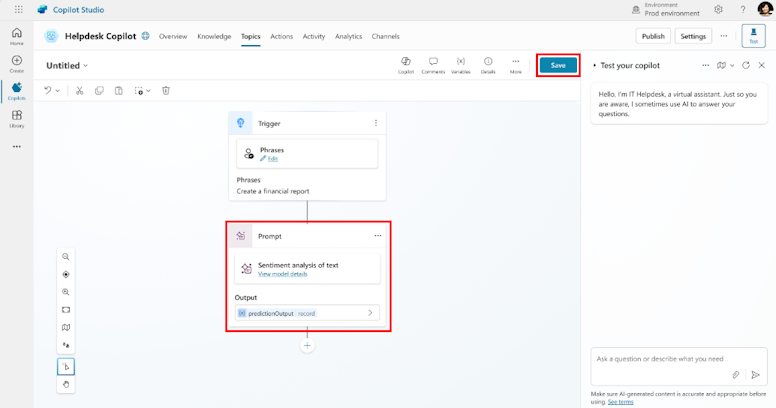 Copilot Studio
Environment
Prod environment
?
Home
Create
Copilots
Library
Helpdesk Copilot
Overview
Knowledge
Topics
Actions
Activity
Analytics
Channels
Publish
Settings
Test
Untitled
Copilot
Comments
Variables
Details
More
Save
Trigger
Phrases
Edit
Phrases
Create a financial report
Prompt
Sentiment analysis of text
View model details
Output
predictionOutput record
Test your copilot
Hello, I'm IT Helpdesk, a virtual assistant. Just so you
are aware, I sometimes use AI to answer your
questions.
Ask a question or describe what you need
Make sure AI-generated content is accurate and appropriate before
using. See terms